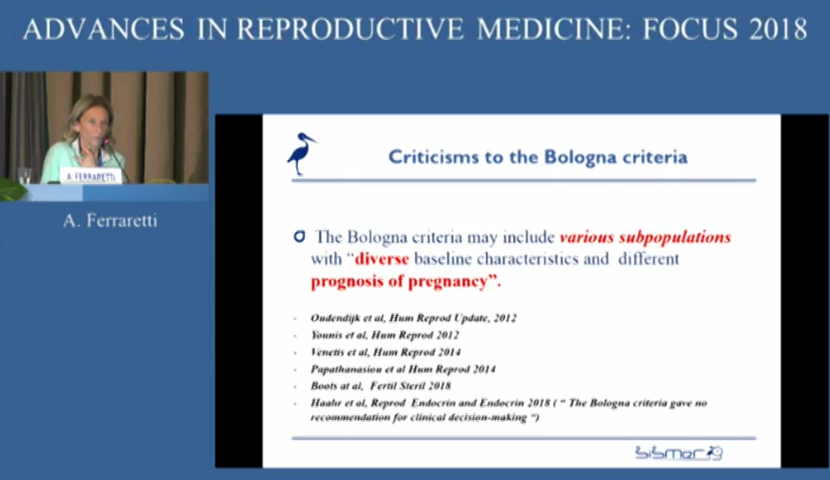 ADVANCES IN REPRODUCTIVE MEDICINE: FOCUS 2018
A. FERRARETTI
A. Ferraretti
Criticisms to the Bologna criteria
The Bologna criteria may include various subpopulations
with “diverse baseline characteristics and different
prognosis of pregnancy”.
- Oudendijk et al, Hum Reprod Update, 2012
- Younis et al, Hum Reprod 2012
- Venetis et al, Hum Reprod 2014
- Papathanasiou et al Hum Reprod 2014
- Boots at al, Fertil Steril 2018
- Haahr et al, Reprod Endocrin and Endocrin 2018 ( “ The Bologna criteria gave no
recommendation for clinical decision-making “)
sismer